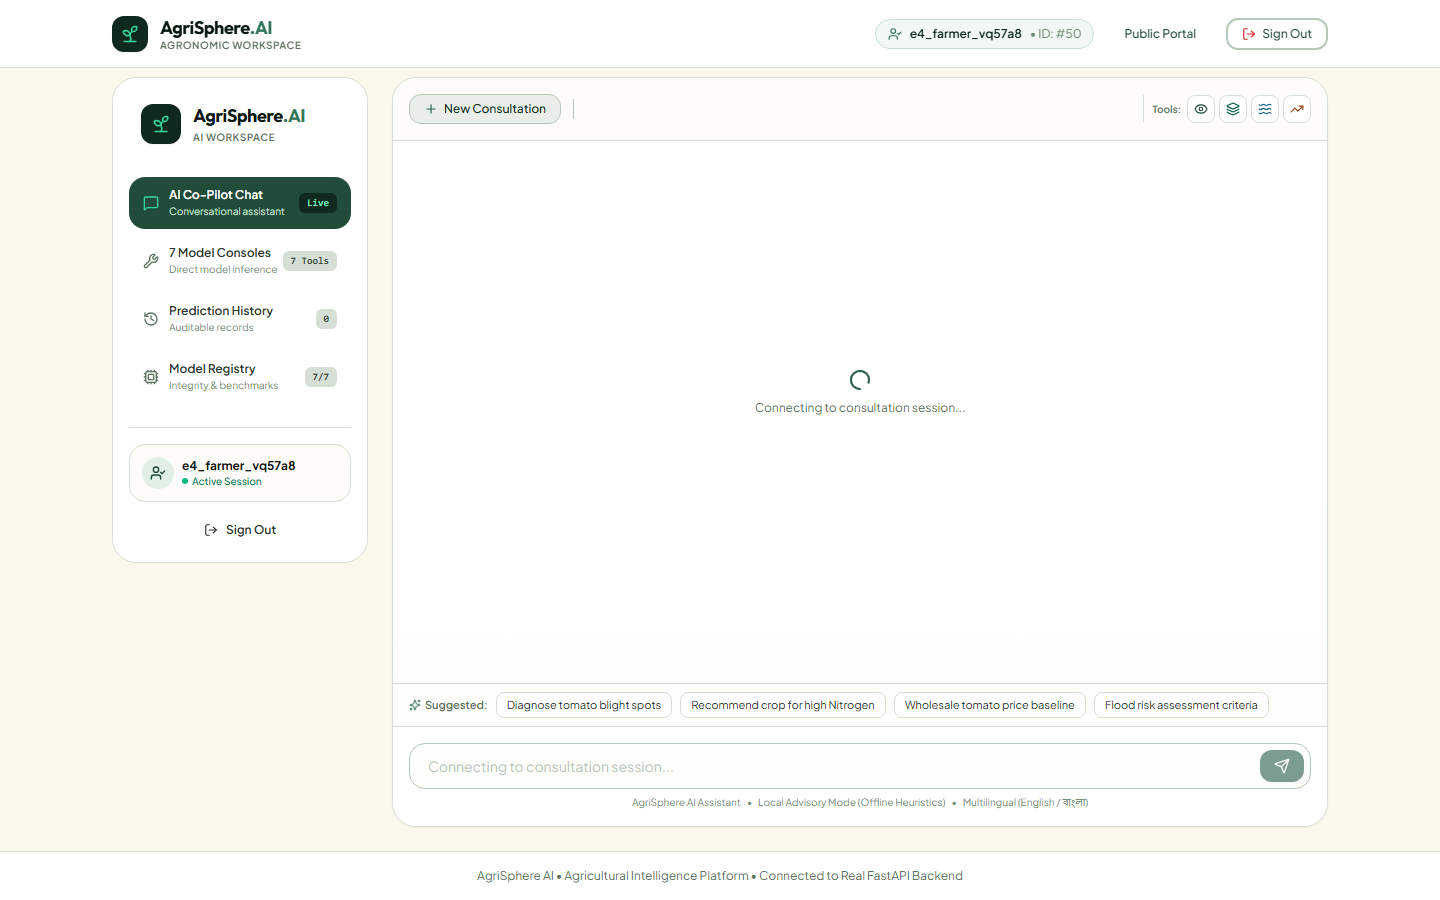 AgriSphere.AI
AGRONOMIC WORKSPACE
e4_farmer_vq57a8 • ID: #50
Public Portal
Sign Out
AgriSphere.AI
AI WORKSPACE
AI Co-Pilot Chat
Conversational assistant
Live
7 Model Consoles
Direct model inference
7 Tools
Prediction History
Auditable records
0
Model Registry
Integrity & benchmarks
7/7
e4_farmer_vq57a8
Active Session
Sign Out
New Consultation
Tools:
Connecting to consultation session...
Suggested:
Diagnose tomato blight spots
Recommend crop for high Nitrogen
Wholesale tomato price baseline
Flood risk assessment criteria
Connecting to consultation session...
AgriSphere AI Assistant • Local Advisory Mode (Offline Heuristics) • Multilingual (English / বাংলা)
AgriSphere AI • Agricultural Intelligence Platform • Connected to Real FastAPI Backend